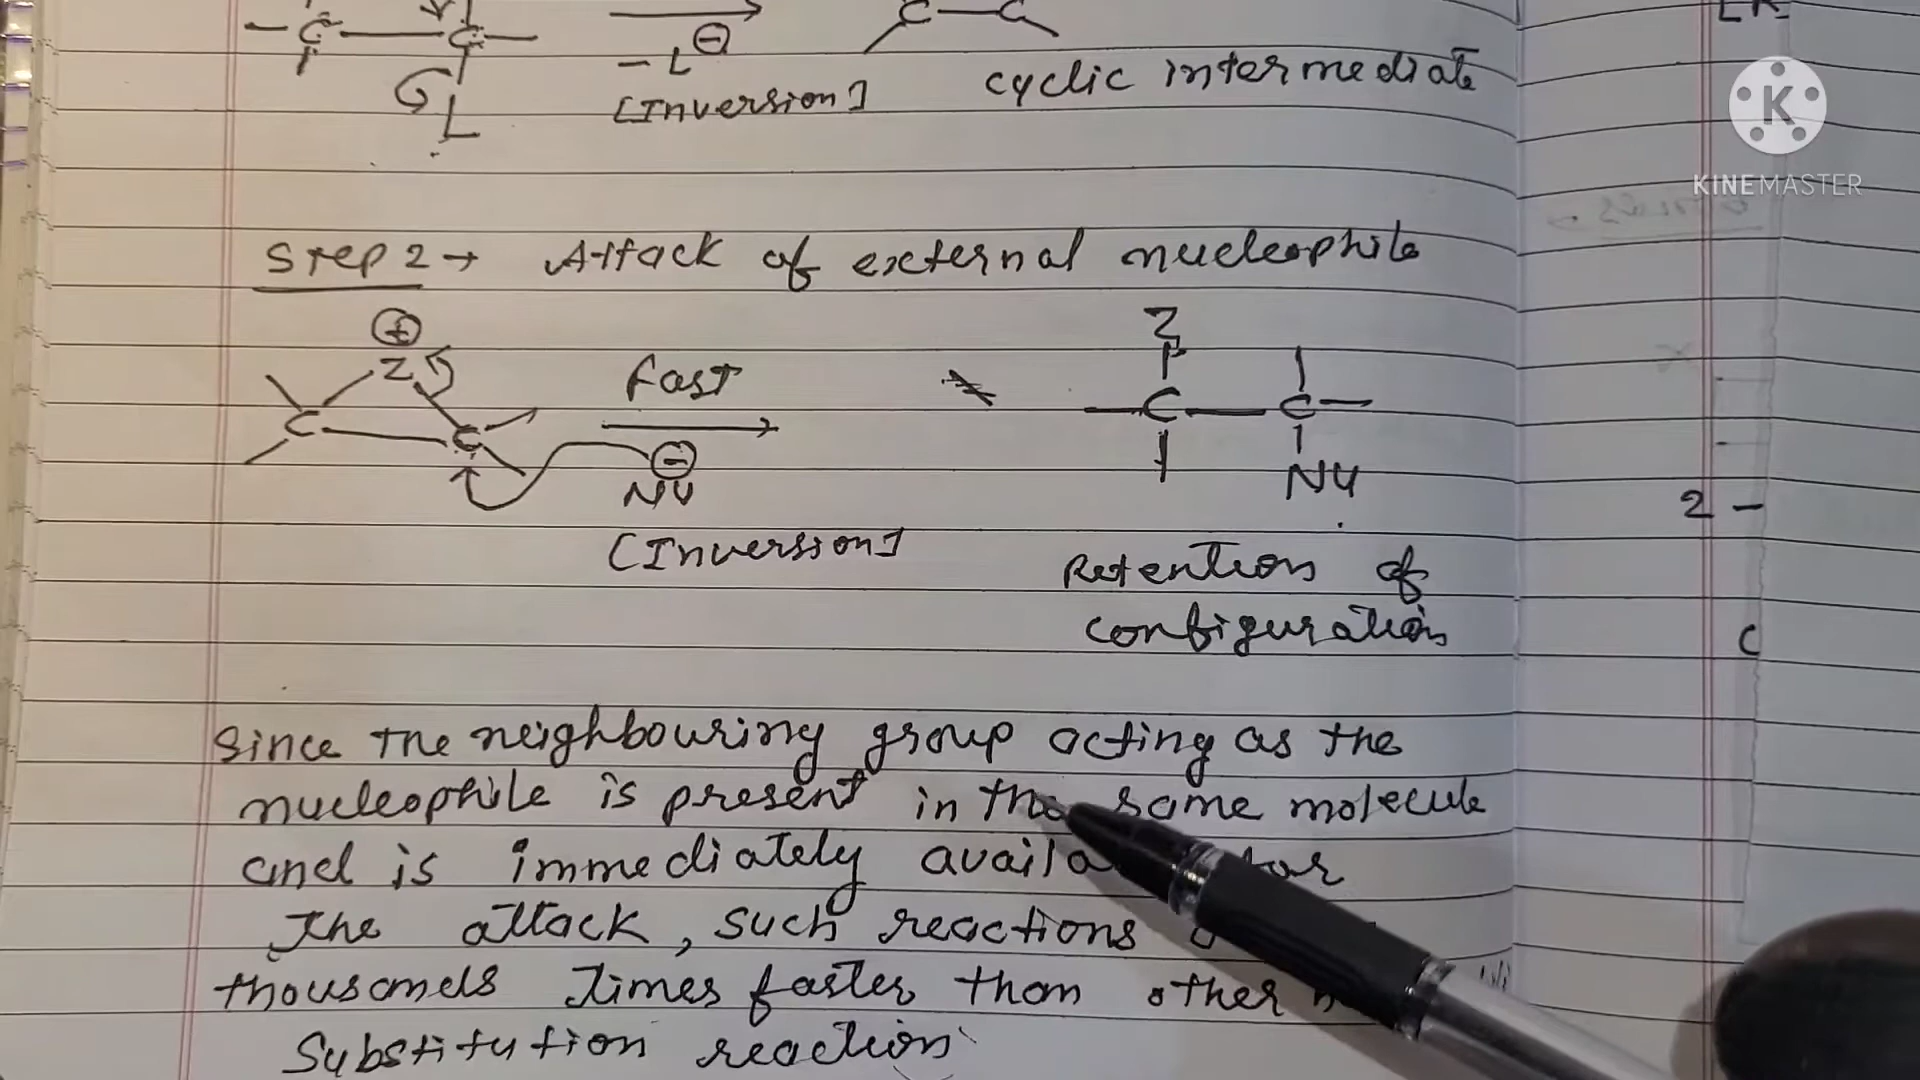 C — C
— C — C —
- L ⊖
L
[Inversion]
cyclic intermediate
KINEMASTER
Step 2 → Attack of external nucleophile
⊕
Z
C — C
fast
⊖
Nu
[Inversion]
Z
— C — C —
Nu
Retention of
configuration
2 -
C
Since the neighbouring group acting as the
nucleophile is present in the same molecule
and is immediately
the attack, such reactions
thousands times faster than other
Substitution reaction